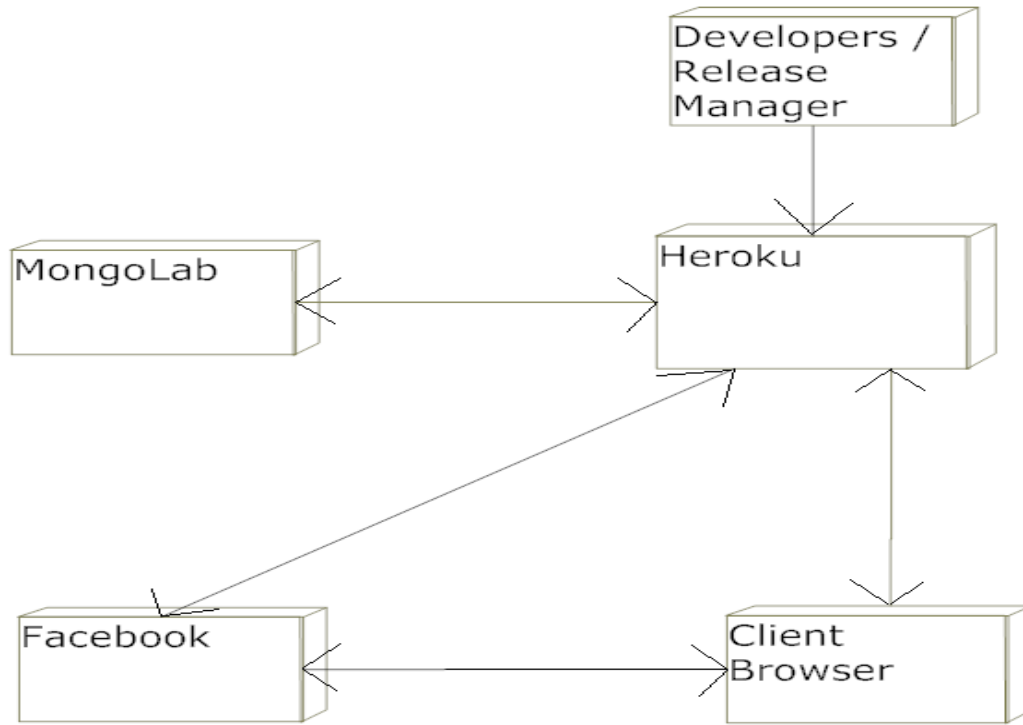 Developers /
Release
Manager
MongoLab
Heroku
Facebook
Client
Browser